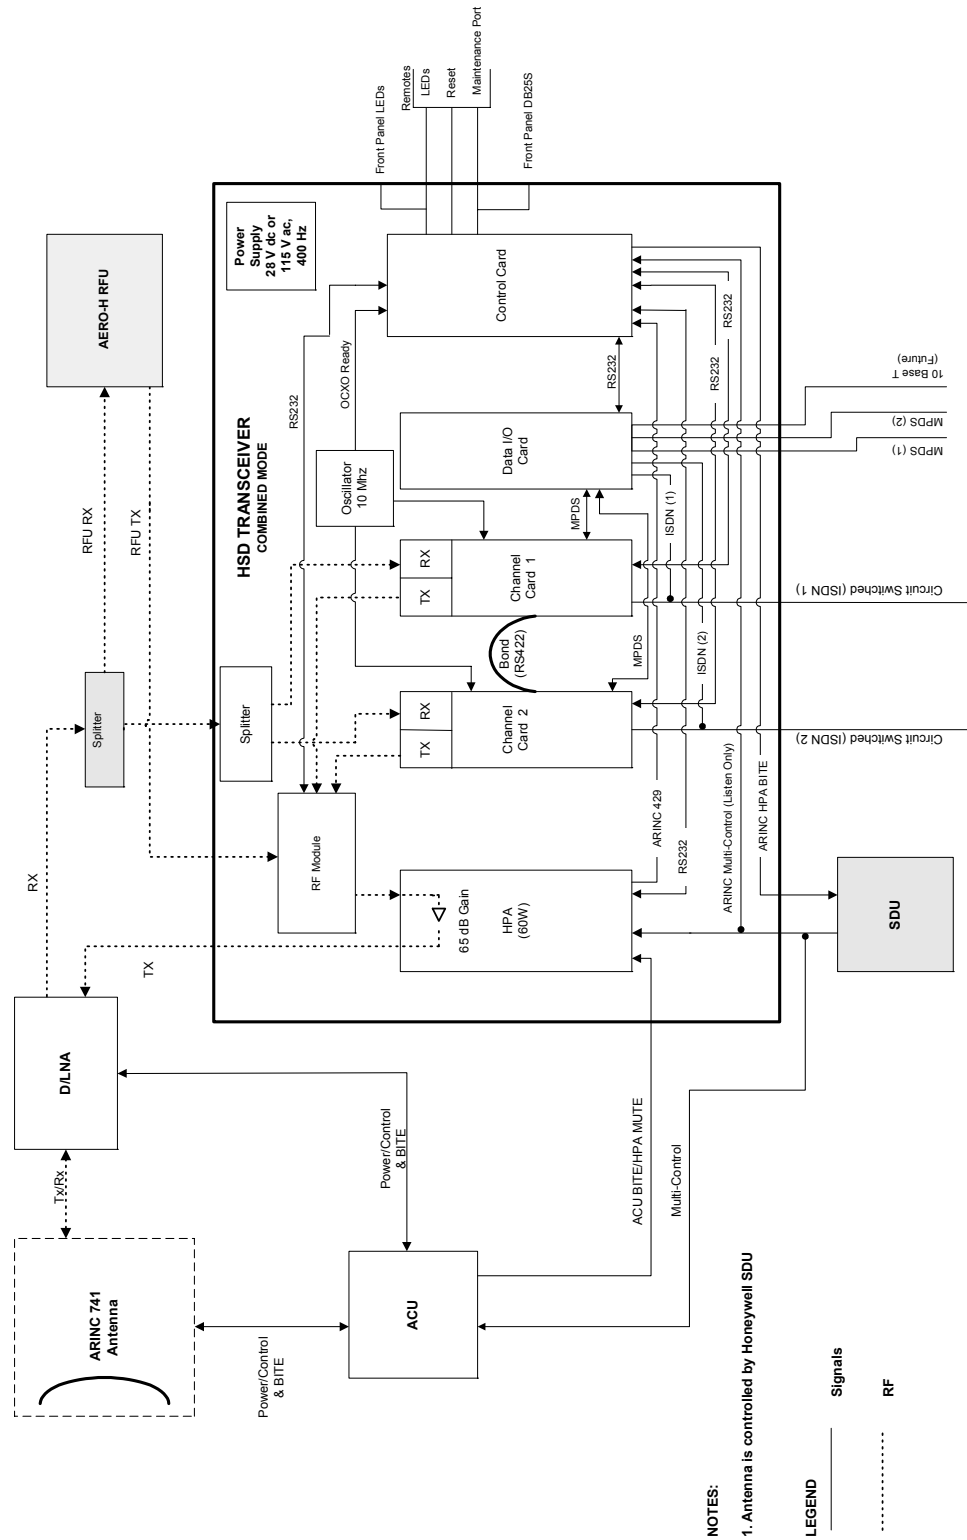 ARINC 741
Antenna
Tx/Rx
D/LNA
RX
TX
Splitter
RFU RX
RFU TX
AERO-H RFU
Power/Control
& BITE
Power/Control
& BITE
ACU
ACU BITE/HPA MUTE
Multi-Control
HSD TRANSCEIVER
COMBINED MODE
Power
Supply
28 V dc or
115 V ac,
400 Hz
Splitter
RF Module
RS232
OCXO Ready
Oscillator
10 Mhz
65 dB Gain
HPA
(60W)
TX
RX
Channel
Card 2
Bond
(RS422)
TX
RX
Channel
Card 1
MPDS
MPDS
Data I/O
Card
RS232
Control Card
Front Panel LEDs
Remotes
LEDs
Reset
Maintenance Port
Front Panel DB25S
ISDN (1)
ISDN (2)
ARINC 429
RS232
RS232
RS232
ARINC Multi-Control (Listen Only)
ARINC HPA BITE
SDU
Circuit Switched (ISDN 2)
Circuit Switched (ISDN 1)
MPDS (1)
MPDS (2)
10 Base T
(Future)
NOTES:
1. Antenna is controlled by Honeywell SDU
LEGEND
Signals
RF